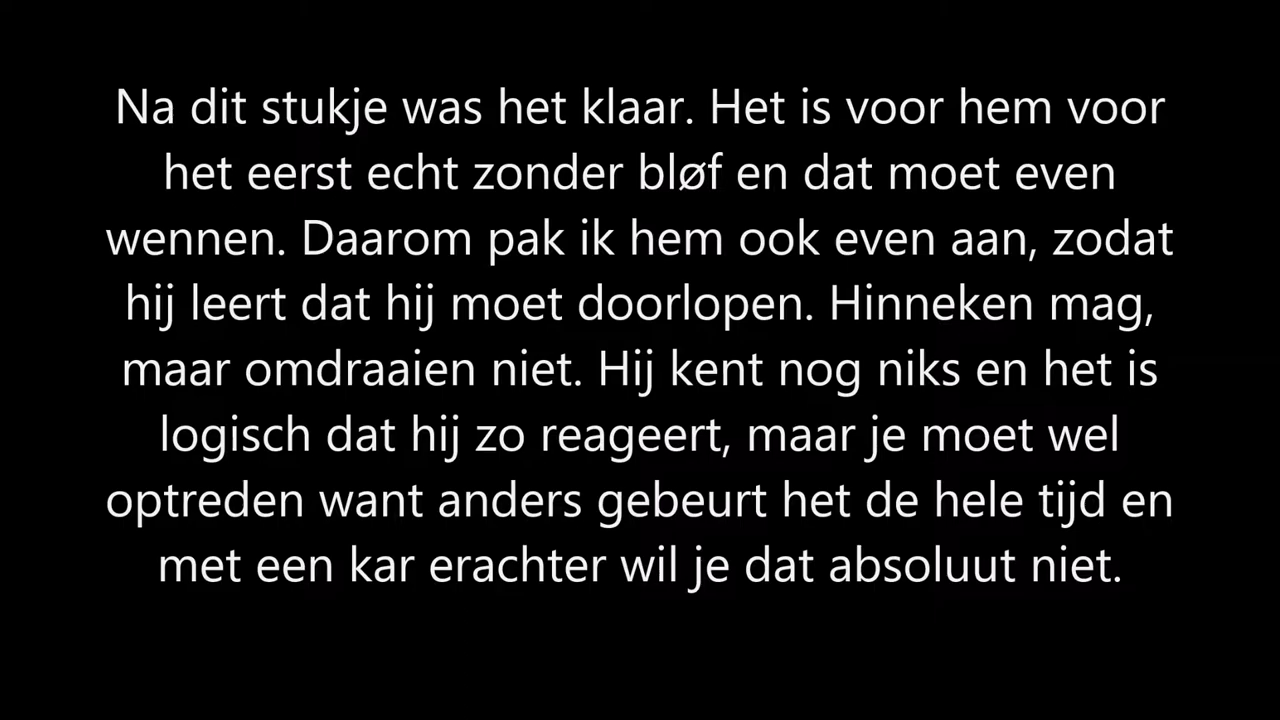 Na dit stukje was het klaar. Het is voor hem voor
het eerst echt zonder bløf en dat moet even
wennen. Daarom pak ik hem ook even aan, zodat
hij leert dat hij moet doorlopen. Hinneken mag,
maar omdraaien niet. Hij kent nog niks en het is
logisch dat hij zo reageert, maar je moet wel
optreden want anders gebeurt het de hele tijd en
met een kar erachter wil je dat absoluut niet.